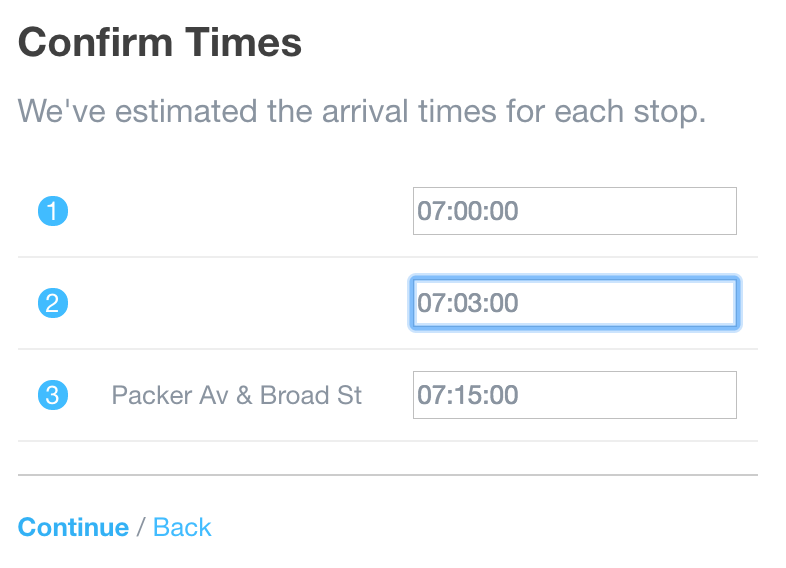 Confirm Times
We've estimated the arrival times for each stop.
1 07:00:00
2 07:03:00
3 Packer Av & Broad St 07:15:00
Continue / Back